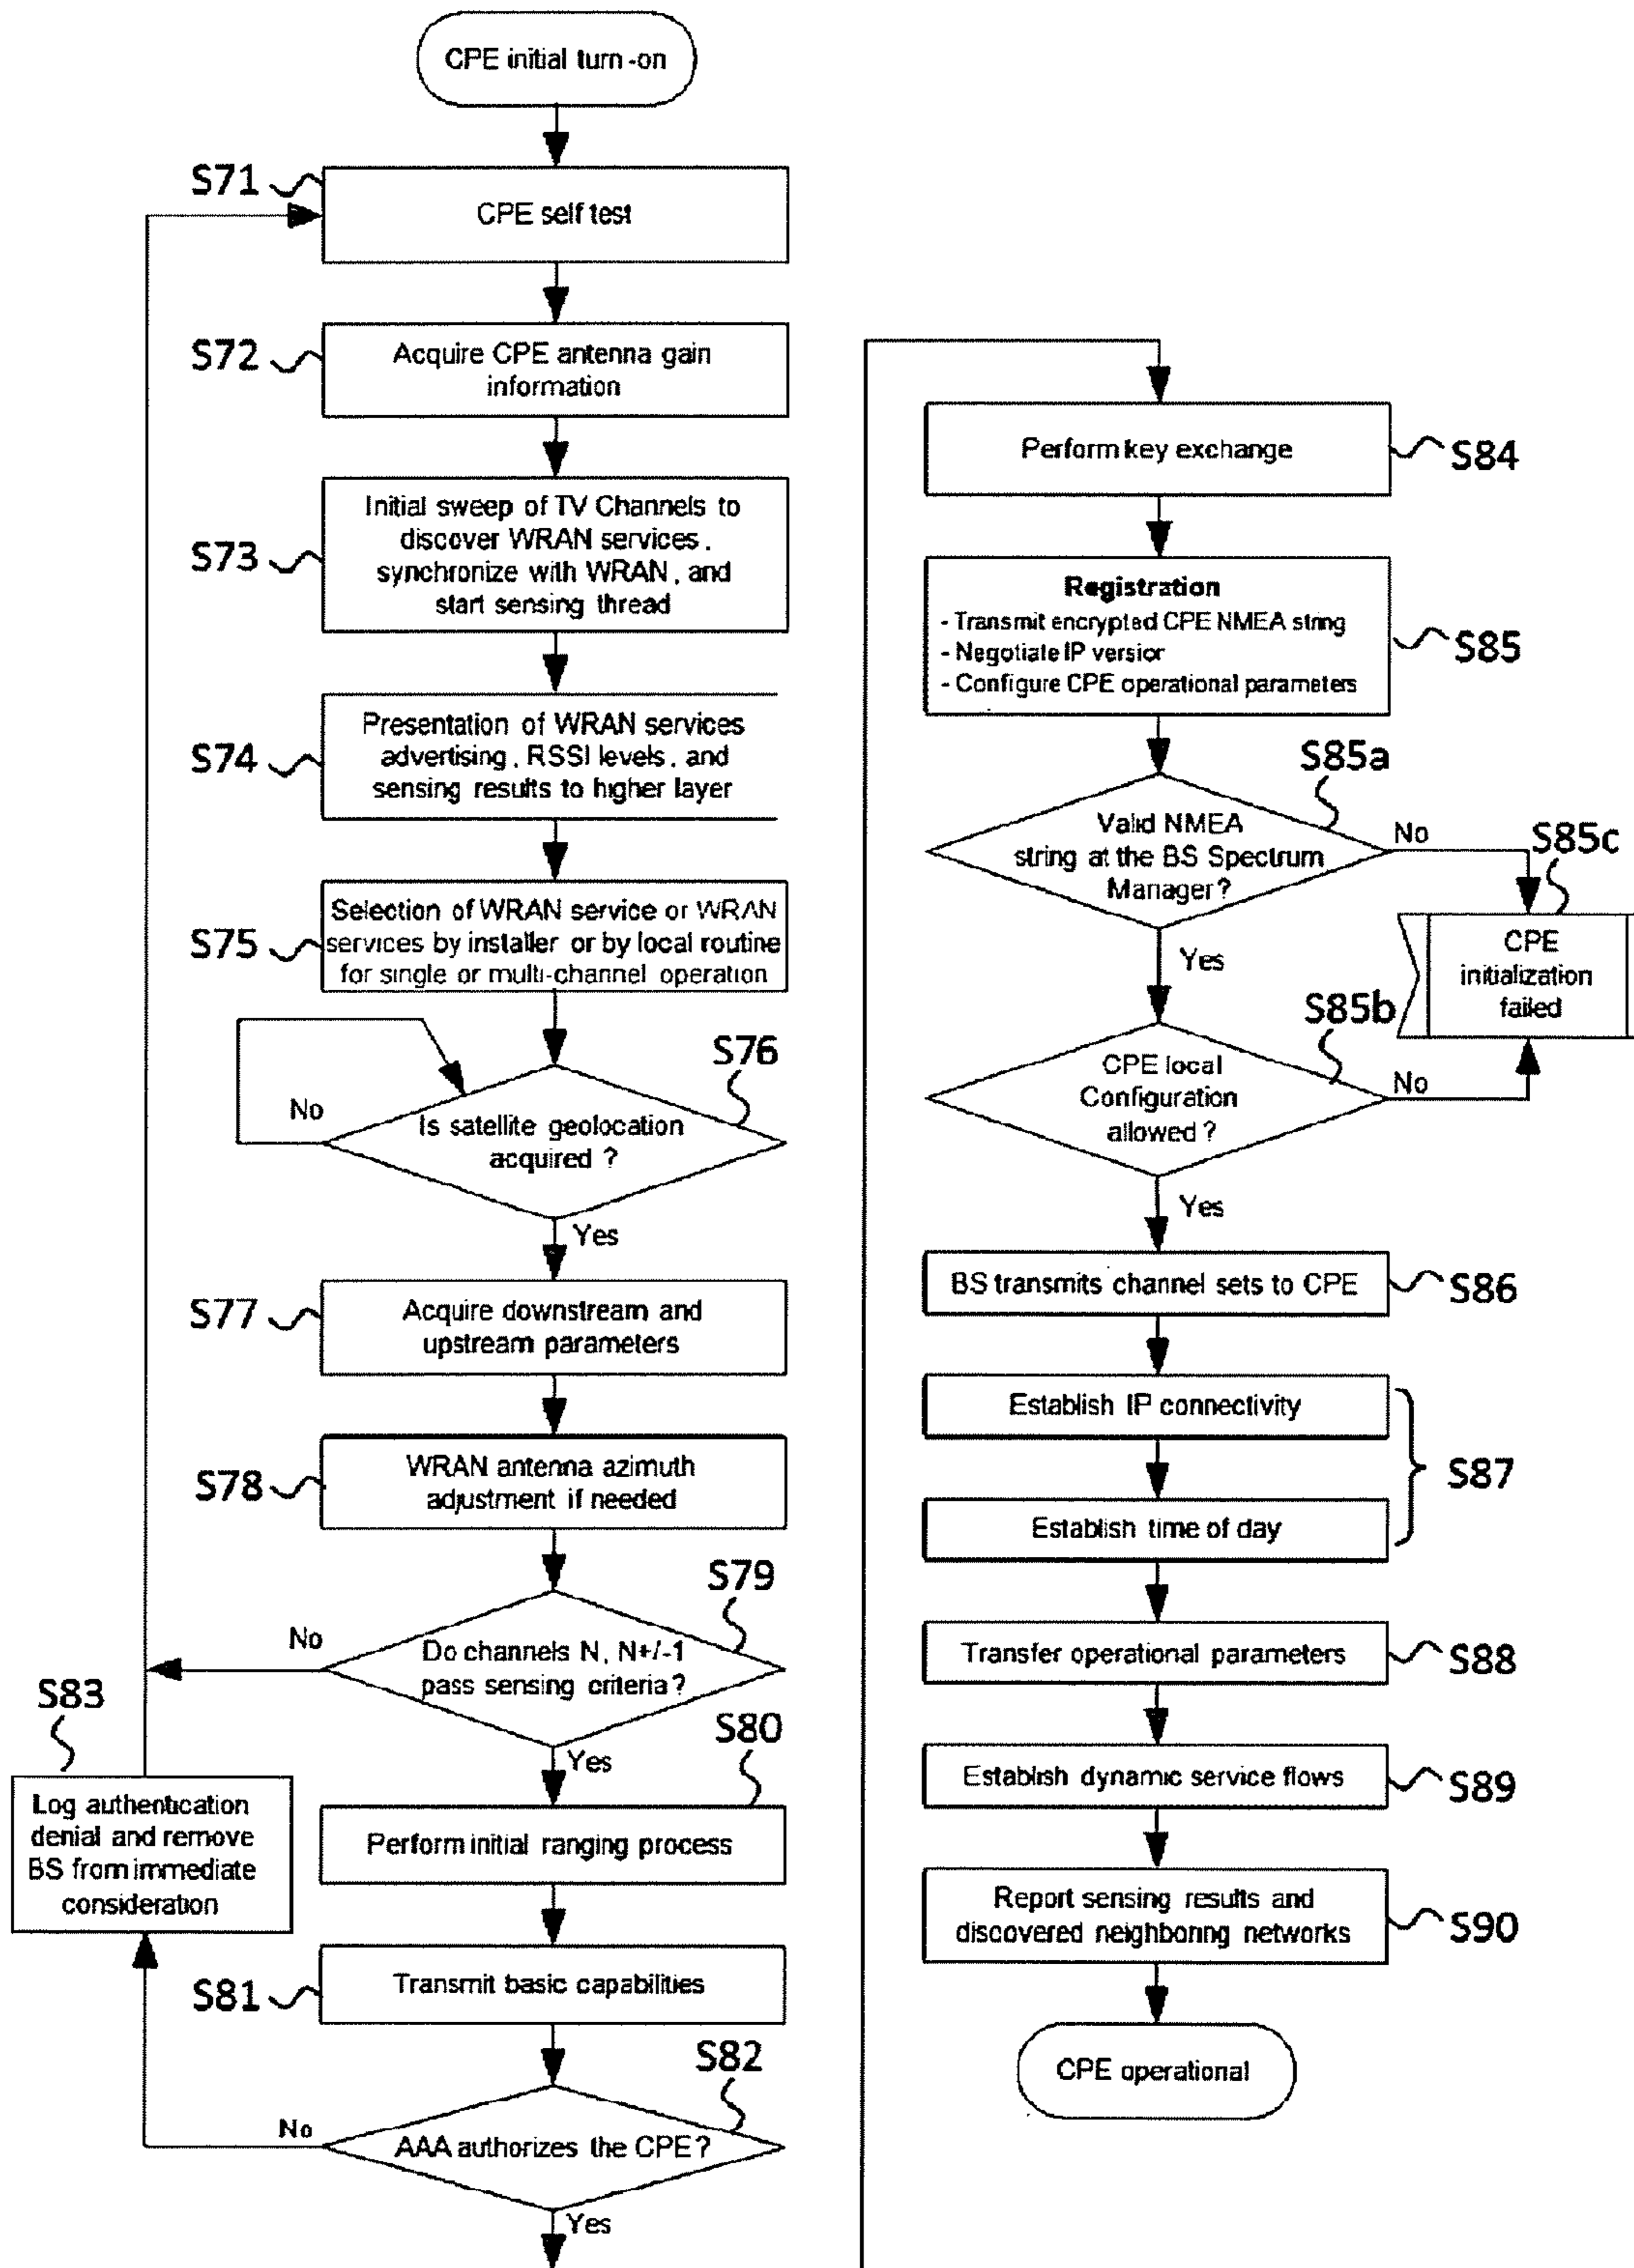 CPE initial turn-on
S71
CPE self test
S72
Acquire CPE antenna gain
information
S73
Initial sweep of TV Channels to
discover WRAN services,
synchronize with WRAN, and
start sensing thread
S74
Presentation of WRAN services
advertising, RSSI levels, and
sensing results to higher layer
S75
Selection of WRAN service or WRAN
services by installer or by local routine
for single or multi-channel operation
S76
No
Is satellite geolocation
acquired ?
Yes
S77
Acquire downstream and
upstream parameters
S78
WRAN antenna azimuth
adjustment if needed
S79
No
Do channels N, N+/-1
pass sensing criteria?
Yes
S83
Log authentication
denial and remove
BS from immediate
consideration
S80
Perform initial ranging process
S81
Transmit basic capabilities
S82
No
AAA authorizes the CPE?
Yes
Perform key exchange
S84
Registration
- Transmit encrypted CPE NMEA string
- Negotiate IP version
- Configure CPE operational parameters
S85
S85a
Valid NMEA
string at the BS Spectrum
Manager?
No
Yes
S85c
CPE
initialization
failed
S85b
CPE local
Configuration
allowed ?
No
Yes
BS transmits channel sets to CPE
S86
Establish IP connectivity
Establish time of day
S87
Transfer operational parameters
S88
Establish dynamic service flows
S89
Report sensing results and
discovered neighboring networks
S90
CPE operational